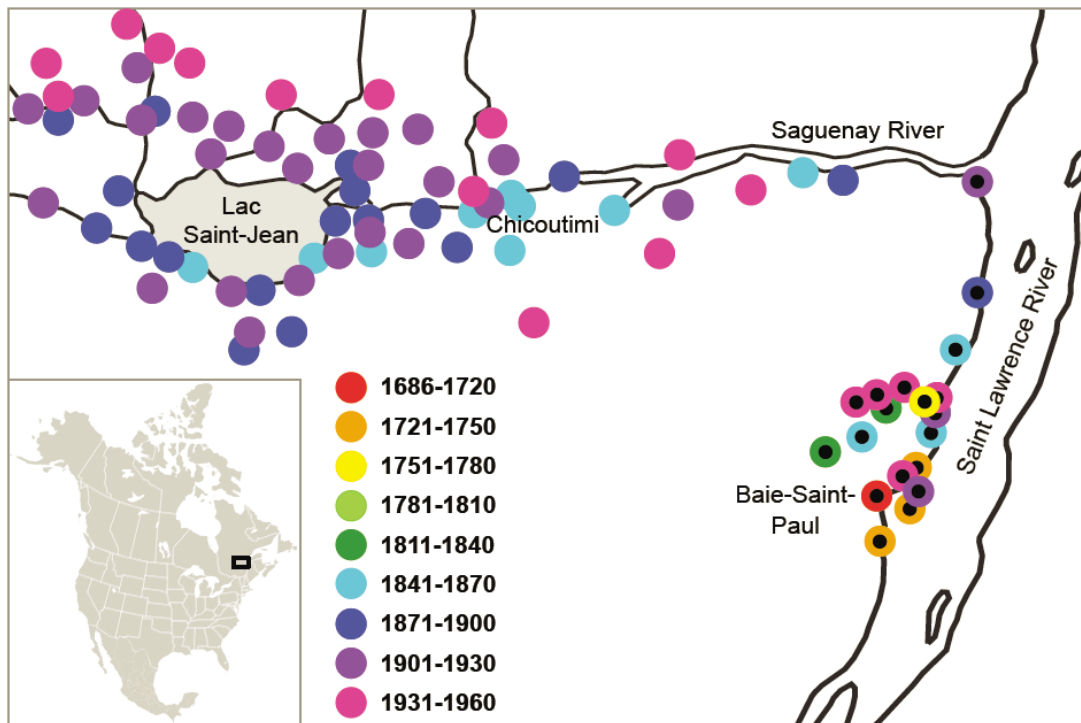 Saguenay River
Lac
Saint-Jean
Chicoutimi
Saint Lawrence River
Baie-Saint-
Paul
1686-1720
1721-1750
1751-1780
1781-1810
1811-1840
1841-1870
1871-1900
1901-1930
1931-1960